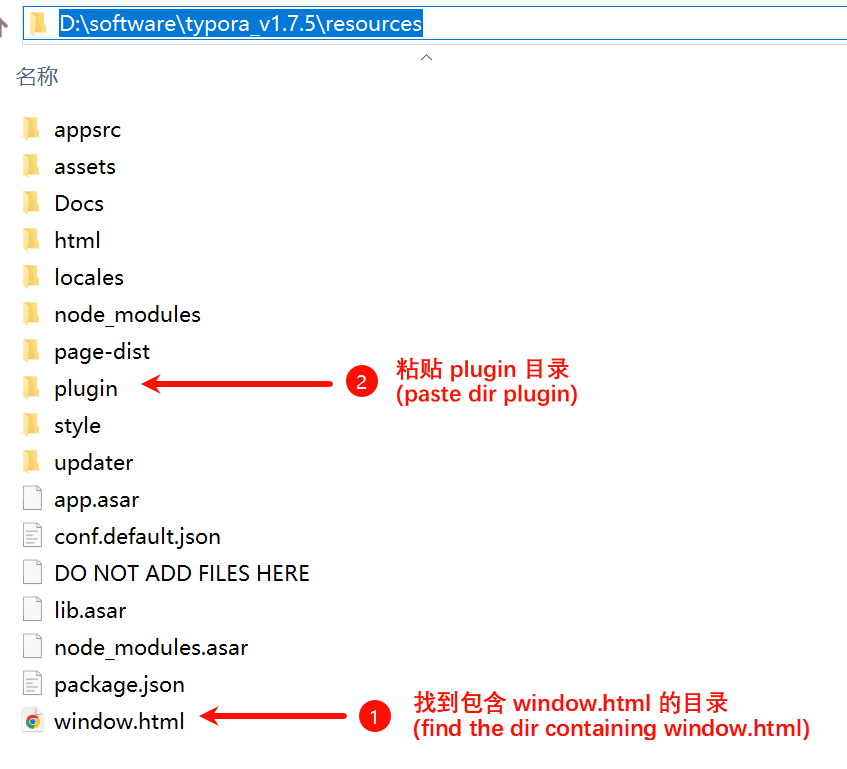 D:\software\typora_v1.7.5\resources
名称
appsrc
assets
Docs
html
locales
node_modules
page-dist
plugin
2
粘贴 plugin 目录
(paste dir plugin)
style
updater
app.asar
conf.default.json
DO NOT ADD FILES HERE
lib.asar
node_modules.asar
package.json
window.html
1
找到包含 window.html 的目录
(find the dir containing window.html)